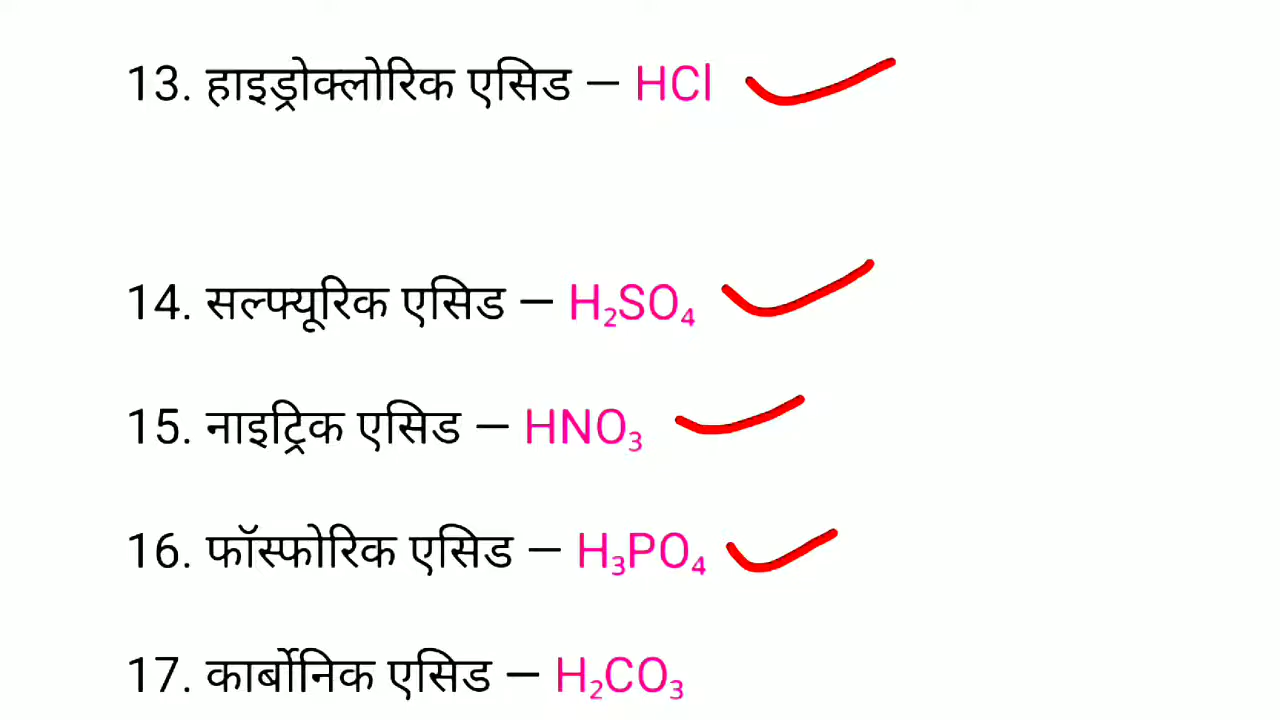 13. हाइड्रोक्लोरिक एसिड – HCl
14. सल्फ्यूरिक एसिड – H₂SO₄
15. नाइट्रिक एसिड – HNO₃
16. फॉस्फोरिक एसिड – H₃PO₄
17. कार्बोनिक एसिड – H₂CO₃